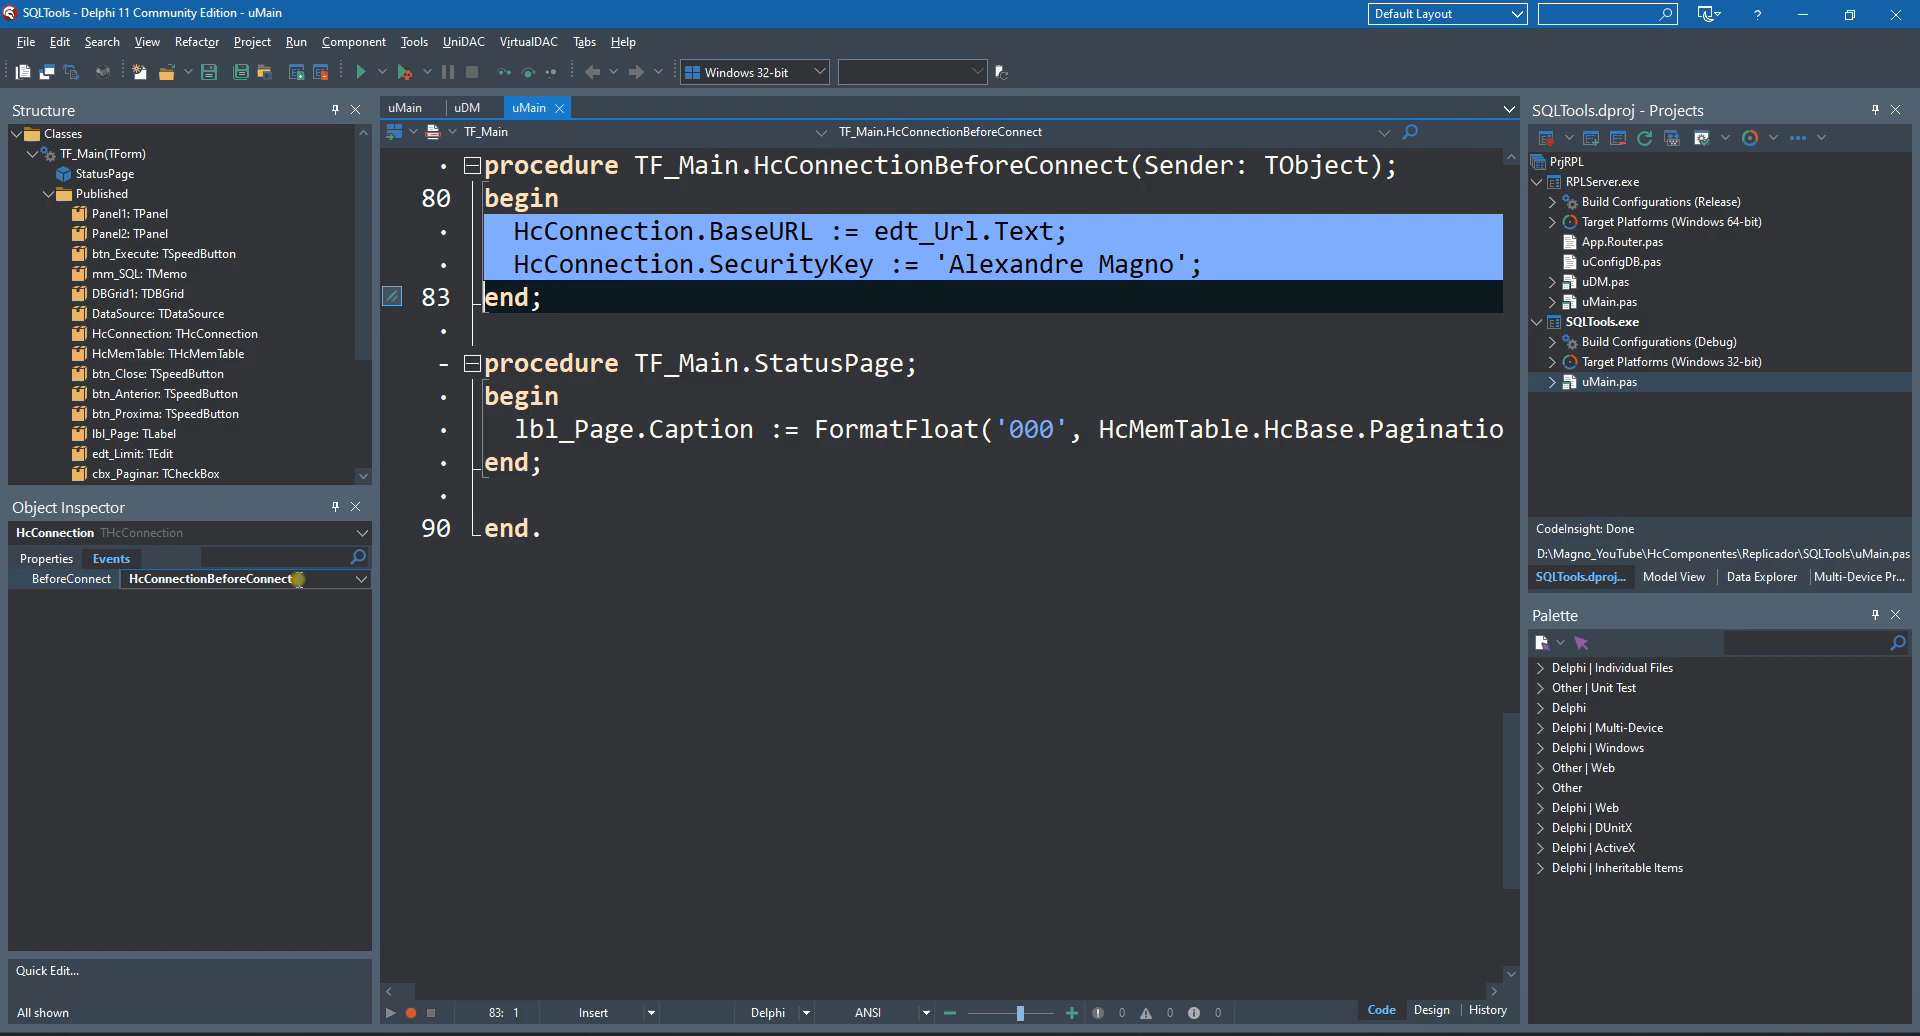 SQLTools - Delphi 11 Community Edition - uMain
Default Layout
File Edit Search View Refactor Project Run Component Tools UniDAC VirtualDAC Tabs Help
Windows 32-bit
Structure
Classes
TF_Main(TForm)
StatusPage
Published
Panel1: TPanel
Panel2: TPanel
btn_Execute: TSpeedButton
mm_SQL: TMemo
DBGrid1: TDBGrid
DataSource: TDataSource
HcConnection: THcConnection
HcMemTable: THcMemTable
btn_Close: TSpeedButton
btn_Anterior: TSpeedButton
btn_Proxima: TSpeedButton
lbl_Page: TLabel
edt_Limit: TEdit
cbx_Paginar: TCheckBox
Object Inspector
HcConnection THcConnection
Properties Events
BeforeConnect HcConnectionBeforeConnect
Quick Edit...
All shown
uMain uDM uMain
TF_Main TF_Main.HcConnectionBeforeConnect
procedure TF_Main.HcConnectionBeforeConnect(Sender: TObject);
80 begin
HcConnection.BaseURL := edt_Url.Text;
HcConnection.SecurityKey := 'Alexandre Magno';
83 end;
procedure TF_Main.StatusPage;
begin
lbl_Page.Caption := FormatFloat('000', HcMemTable.HcBase.Paginatio
end;
90 end.
83: 1 Insert Delphi ANSI 0 0 0 Code Design History
SQLTools.dproj - Projects
PrjRPL
RPLServer.exe
Build Configurations (Release)
Target Platforms (Windows 64-bit)
App.Router.pas
uConfigDB.pas
uDM.pas
uMain.pas
SQLTools.exe
Build Configurations (Debug)
Target Platforms (Windows 32-bit)
uMain.pas
CodeInsight: Done
D:\Magno_YouTube\HcComponentes\Replicador\SQLTools\uMain.pas
SQLTools.dproj... Model View Data Explorer Multi-Device Pr...
Palette
Delphi | Individual Files
Other | Unit Test
Delphi
Delphi | Multi-Device
Delphi | Windows
Other | Web
Other
Delphi | Web
Delphi | DUnitX
Delphi | ActiveX
Delphi | Inheritable Items